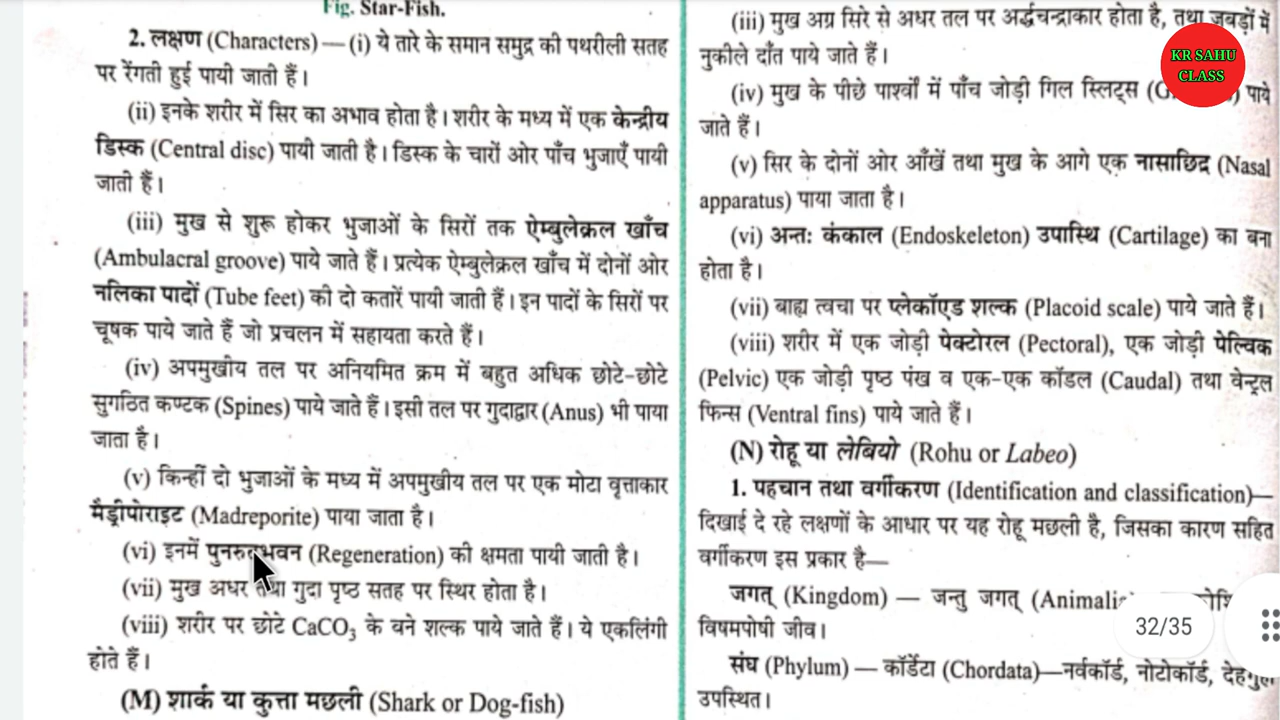 Fig. Star-Fish.
2. लक्षण (Characters) — (i) ये तारे के समान समुद्र की पथरीली सतह
पर रेंगती हुई पायी जाती हैं।
(ii) इनके शरीर में सिर का अभाव होता है। शरीर के मध्य में एक केन्द्रीय
डिस्क (Central disc) पायी जाती है। डिस्क के चारों ओर पाँच भुजाएँ पायी
जाती हैं।
(iii) मुख से शुरू होकर भुजाओं के सिरों तक ऐम्बुलेक्रल खाँच
(Ambulacral groove) पाये जाते हैं। प्रत्येक ऐम्बुलेक्रल खाँच में दोनों ओर
नलिका पादों (Tube feet) की दो कतारें पायी जाती हैं। इन पादों के सिरों पर
चूषक पाये जाते हैं जो प्रचलन में सहायता करते हैं।
(iv) अपमुखीय तल पर अनियमित क्रम में बहुत अधिक छोटे-छोटे
सुगठित कण्टक (Spines) पाये जाते हैं। इसी तल पर गुदाद्वार (Anus) भी पाया
जाता है।
(v) किन्हीं दो भुजाओं के मध्य में अपमुखीय तल पर एक मोटा वृत्ताकार
मैड्रीपोराइट (Madreporite) पाया जाता है।
(vi) इनमें (Regeneration) की क्षमता पायी जाती है।
(vii) मुख अधर तथा गुदा पृष्ठ सतह पर स्थिर होता है।
(viii) शरीर पर छोटे CaCO₃ के वने शल्क पाये जाते हैं। ये एकलिंगी
होते हैं।
(M) शार्क या कुत्ता मछली (Shark or Dog-fish)
(iii) मुख अग्र सिरे से अधर तल पर अर्द्धचन्द्राकार होता है, तथा जबड़ों में
नुकीले दाँत पाये जाते हैं।
(iv) मुख के पीछे पार्श्वों में पाँच जोड़ी गिल स्लिट्स पाये
जाते हैं।
(v) सिर के दोनों ओर आँखें तथा मुख के आगे एक नासाछिद्र (Nasal
apparatus) पाया जाता है।
(vi) अन्तः कंकाल (Endoskeleton) उपास्थि (Cartilage) का बना
होता है।
(vii) बाह्य त्वचा पर प्लेकॉएड शल्क (Placoid scale) पाये जाते हैं।
(viii) शरीर में एक जोड़ी पेक्टोरल (Pectoral), एक जोड़ी पेल्विक
(Pelvic) एक जोड़ी पृष्ठ पंख व एक-एक कॉडल (Caudal) तथा वेन्ट्रल
फिन्स (Ventral fins) पाये जाते हैं।
(N) रोहू या लेबियो (Rohu or Labeo)
1. पहचान तथा वर्गीकरण (Identification and classification)—
दिखाई दे रहे लक्षणों के आधार पर यह रोहू मछली है, जिसका कारण सहित
वर्गीकरण इस प्रकार है—
जगत् (Kingdom) — जन्तु जगत्
विषमपोषी जीव।
संघ (Phylum) — कॉर्डेटा (Chordata)—नर्वकॉर्ड, नोटोकॉर्ड,
उपस्थित।
KR SAHU
CLASS
32/35